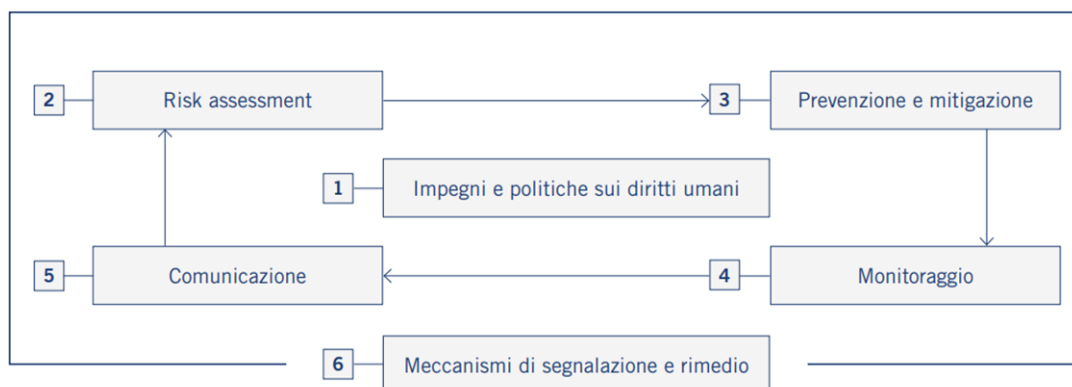 2 Risk assessment
3 Prevenzione e mitigazione
1 Impegni e politiche sui diritti umani
5 Comunicazione
4 Monitoraggio
6 Meccanismi di segnalazione e rimedio